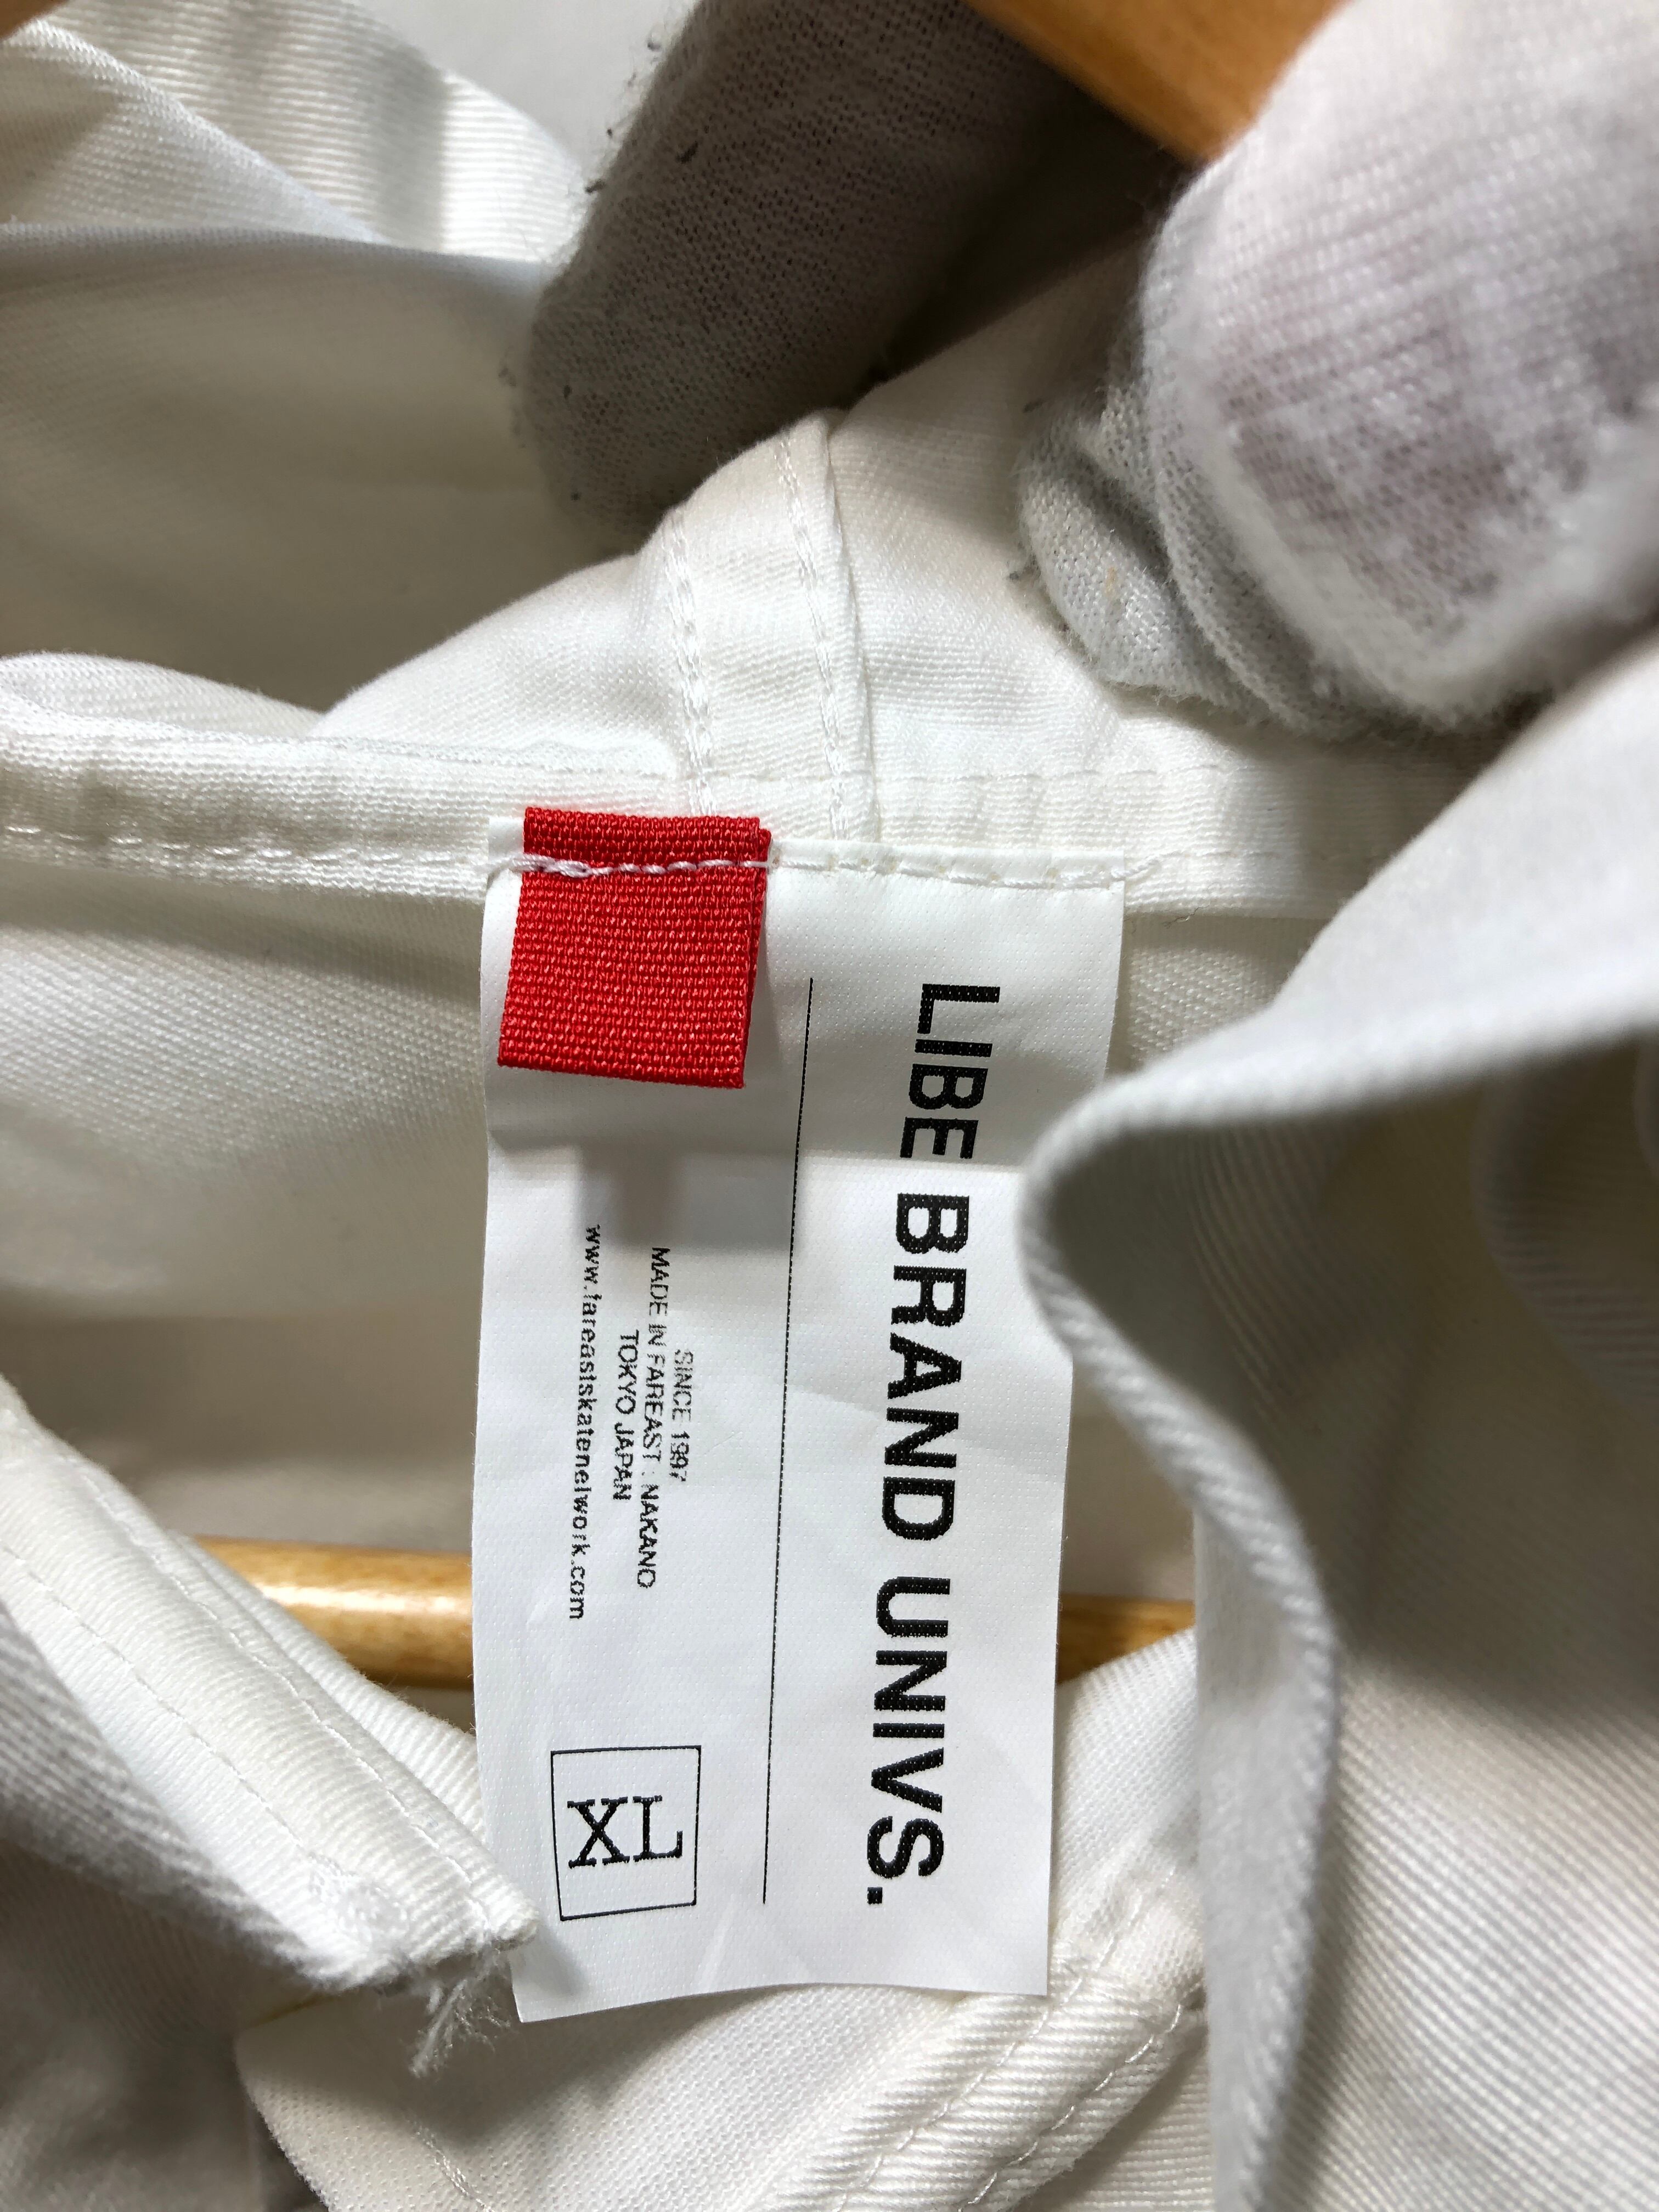 LIBE BRAND UNIVS.
SINCE 1997
MADE IN FAREAST : NAKANO
TOKYO JAPAN
www.fareastskatenetwork.com
XL